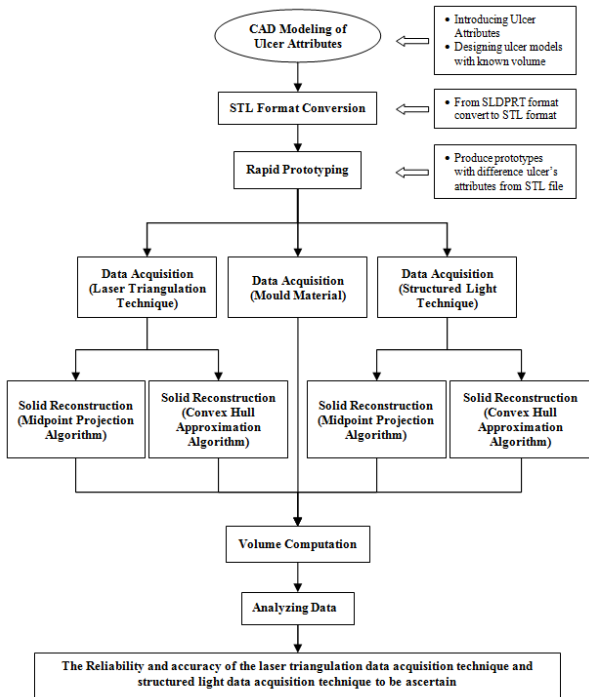 CAD Modeling of
Ulcer Attributes
• Introducing Ulcer
Attributes
• Designing ulcer models
with known volume
STL Format Conversion
• From SLDPRT format
convert to STL format
Rapid Prototyping
• Produce prototypes
with difference ulcer's
attributes from STL file
Data Acquisition
(Laser Triangulation
Technique)
Data Acquisition
(Mould Material)
Data Acquisition
(Structured Light
Technique)
Solid Reconstruction
(Midpoint Projection
Algorithm)
Solid Reconstruction
(Convex Hull
Approximation
Algorithm)
Solid Reconstruction
(Midpoint Projection
Algorithm)
Solid Reconstruction
(Convex Hull
Approximation
Algorithm)
Volume Computation
Analyzing Data
The Reliability and accuracy of the laser triangulation data acquisition technique and
structured light data acquisition technique to be ascertain